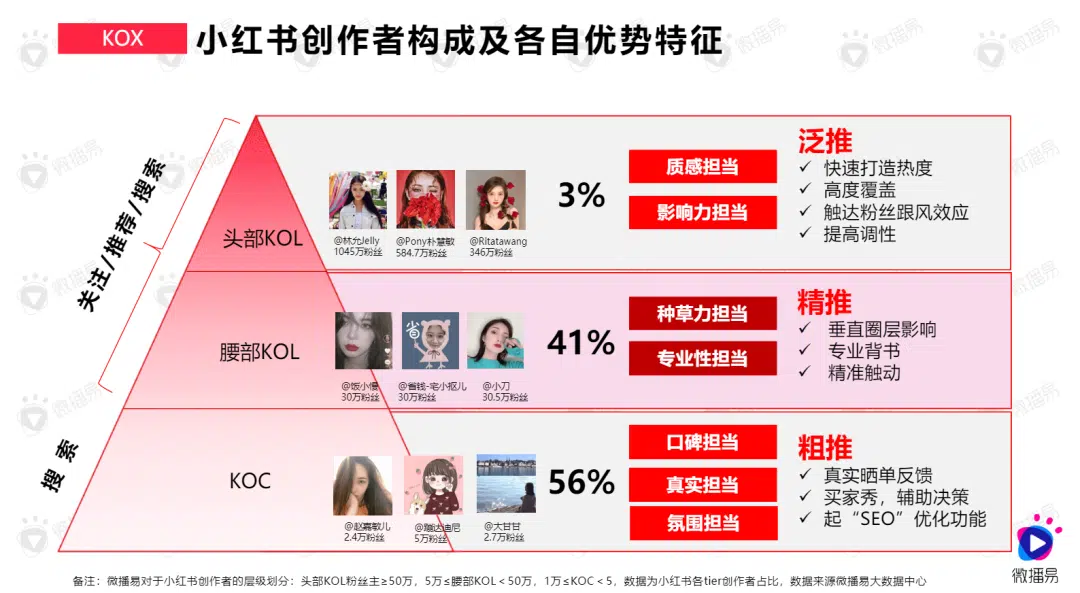 KOX
小红书创作者构成及各自优势特征
关注/推荐/搜索
搜 索
头部KOL
@林允Jelly
1045万粉丝
@Pony朴慧敏
584.7万粉丝
@Ritatawang
346万粉丝
3%
质感担当
影响力担当
泛推
✓ 快速打造热度
✓ 高度覆盖
✓ 触达粉丝跟风效应
✓ 提高调性
腰部KOL
@饭小慢
30万粉丝
@省钱-宅小抠儿
30万粉丝
@小刀
30.5万粉丝
41%
种草力担当
专业性担当
精推
✓ 垂直圈层影响
✓ 专业背书
✓ 精准触动
KOC
@赵嘉敏儿
2.4万粉丝
5万粉丝
@大甘甘
2.7万粉丝
56%
口碑担当
真实担当
氛围担当
粗推
✓ 真实晒单反馈
✓ 买家秀，辅助决策
✓ 起“SEO”优化功能
微播易
备注：微播易对于小红书创作者的层级划分：头部KOL粉丝主≥50万，5万≤腰部KOL＜50万，1万≤KOC＜5，数据为小红书各tier创作者占比，数据来源微播易大数据中心